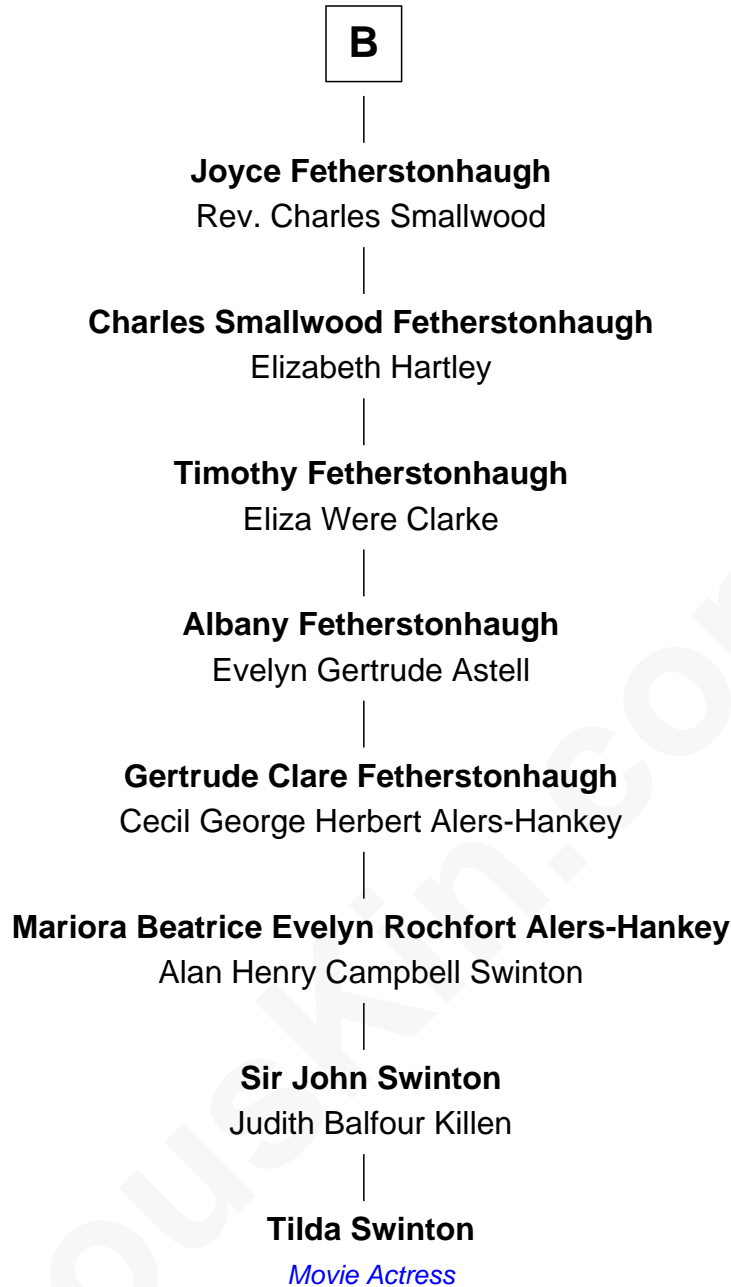 B
Joyce Fetherstonhaugh
Rev. Charles Smallwood
Charles Smallwood Fetherstonhaugh
Elizabeth Hartley
Timothy Fetherstonhaugh
Eliza Were Clarke
Albany Fetherstonhaugh
Evelyn Gertrude Astell
Gertrude Clare Fetherstonhaugh
Cecil George Herbert Alers-Hankey
Mariora Beatrice Evelyn Rochfort Alers-Hankey
Alan Henry Campbell Swinton
Sir John Swinton
Judith Balfour Killen
Tilda Swinton
Movie Actress